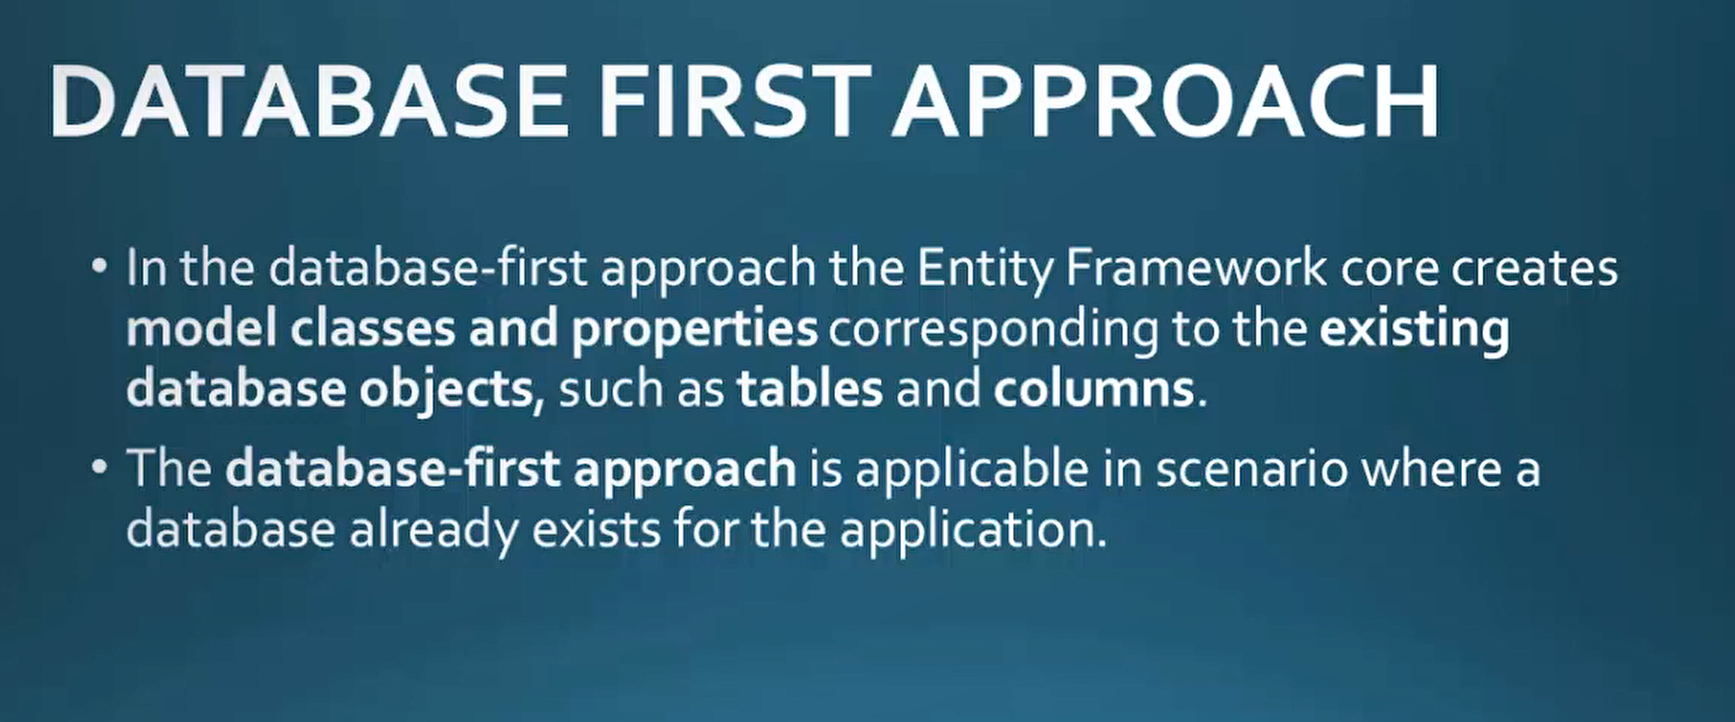 DATABASE FIRST APPROACH
• In the database-first approach the Entity Framework core creates
model classes and properties corresponding to the existing
database objects, such as tables and columns.
• The database-first approach is applicable in scenario where a
database already exists for the application.